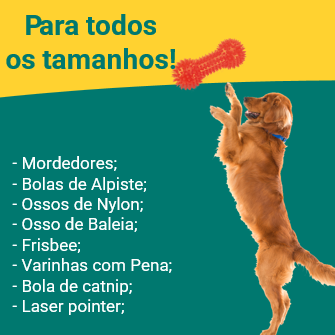 Para todos
os tamanhos!
- Mordedores;
- Bolas de Alpiste;
- Ossos de Nylon;
- Osso de Baleia;
- Frisbee;
- Varinhas com Pena;
- Bola de catnip;
- Laser pointer;